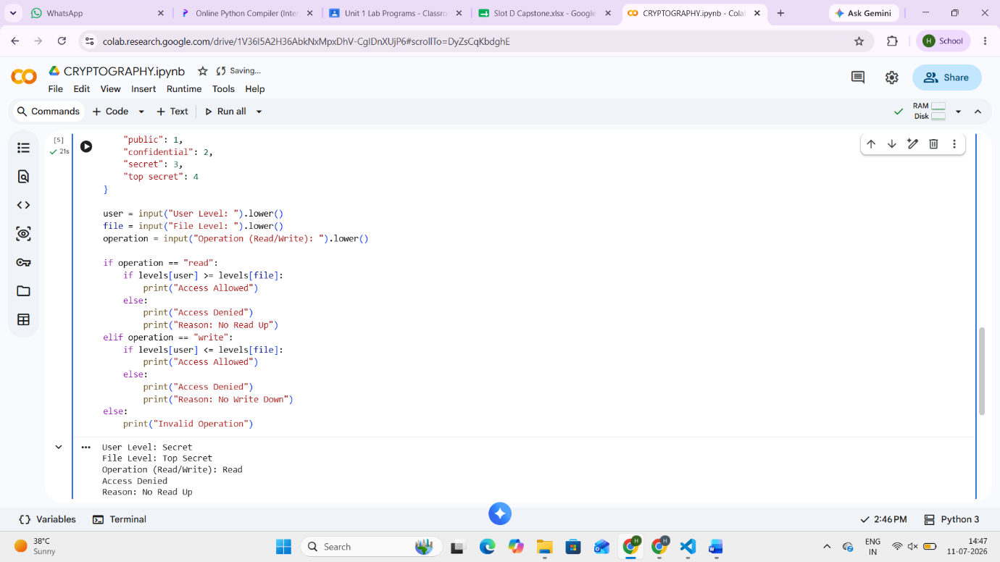 WhatsApp
Online Python Compiler (Inter
Unit 1 Lab Programs - Classro
Slot D Capstone.xlsx - Google
CRYPTOGRAPHY.ipynb - Cola
Ask Gemini
colab.research.google.com/drive/1V36I5A2H36AbkNxMpxDhV-CglDnXUjP6#scrollTo=DyZsCqKbdghE
H School
CRYPTOGRAPHY.ipynb
Saving...
File Edit View Insert Runtime Tools Help
Share
Commands + Code + Text Run all
RAM
Disk
[5]
21s
"public": 1,
"confidential": 2,
"secret": 3,
"top secret": 4
}
user = input("User Level: ").lower()
file = input("File Level: ").lower()
operation = input("Operation (Read/Write): ").lower()
if operation == "read":
if levels[user] >= levels[file]:
print("Access Allowed")
else:
print("Access Denied")
print("Reason: No Read Up")
elif operation == "write":
if levels[user] <= levels[file]:
print("Access Allowed")
else:
print("Access Denied")
print("Reason: No Write Down")
else:
print("Invalid Operation")
User Level: Secret
File Level: Top Secret
Operation (Read/Write): Read
Access Denied
Reason: No Read Up
{} Variables Terminal
2:46 PM Python 3
38°C
Sunny
Search
ENG
IN
14:47
11-07-2026